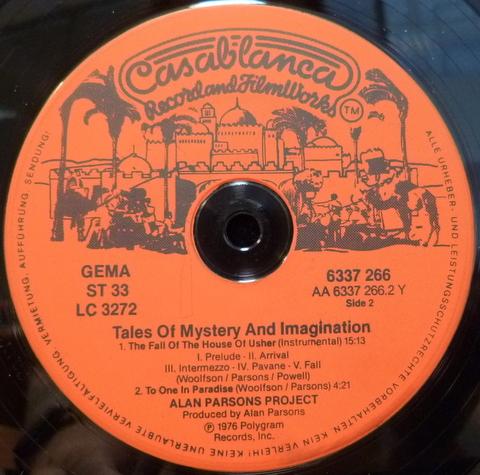 Casablanca
Record and FilmWorks
TM
GEMA
ST 33
LC 3272
6337 266
AA 6337 266.2 Y
Side 2
Tales Of Mystery And Imagination
1. The Fall Of The House Of Usher (Instrumental) 15:13
I. Prelude · II. Arrival
III. Intermezzo · IV. Pavane · V. Fall
(Woolfson / Parsons / Powell)
2. To One In Paradise (Woolfson / Parsons) 4:21
ALAN PARSONS PROJECT
Produced by Alan Parsons
℗ 1976 Polygram
Records, Inc.
ALLE URHEBER- UND LEISTUNGSSCHUTZRECHTE VORBEHALTEN. KEIN VERLEIH! KEINE UNERLAUBTE VERVIELFÄLTIGUNG, VERMIETUNG, AUFFÜHRUNG, SENDUNG!